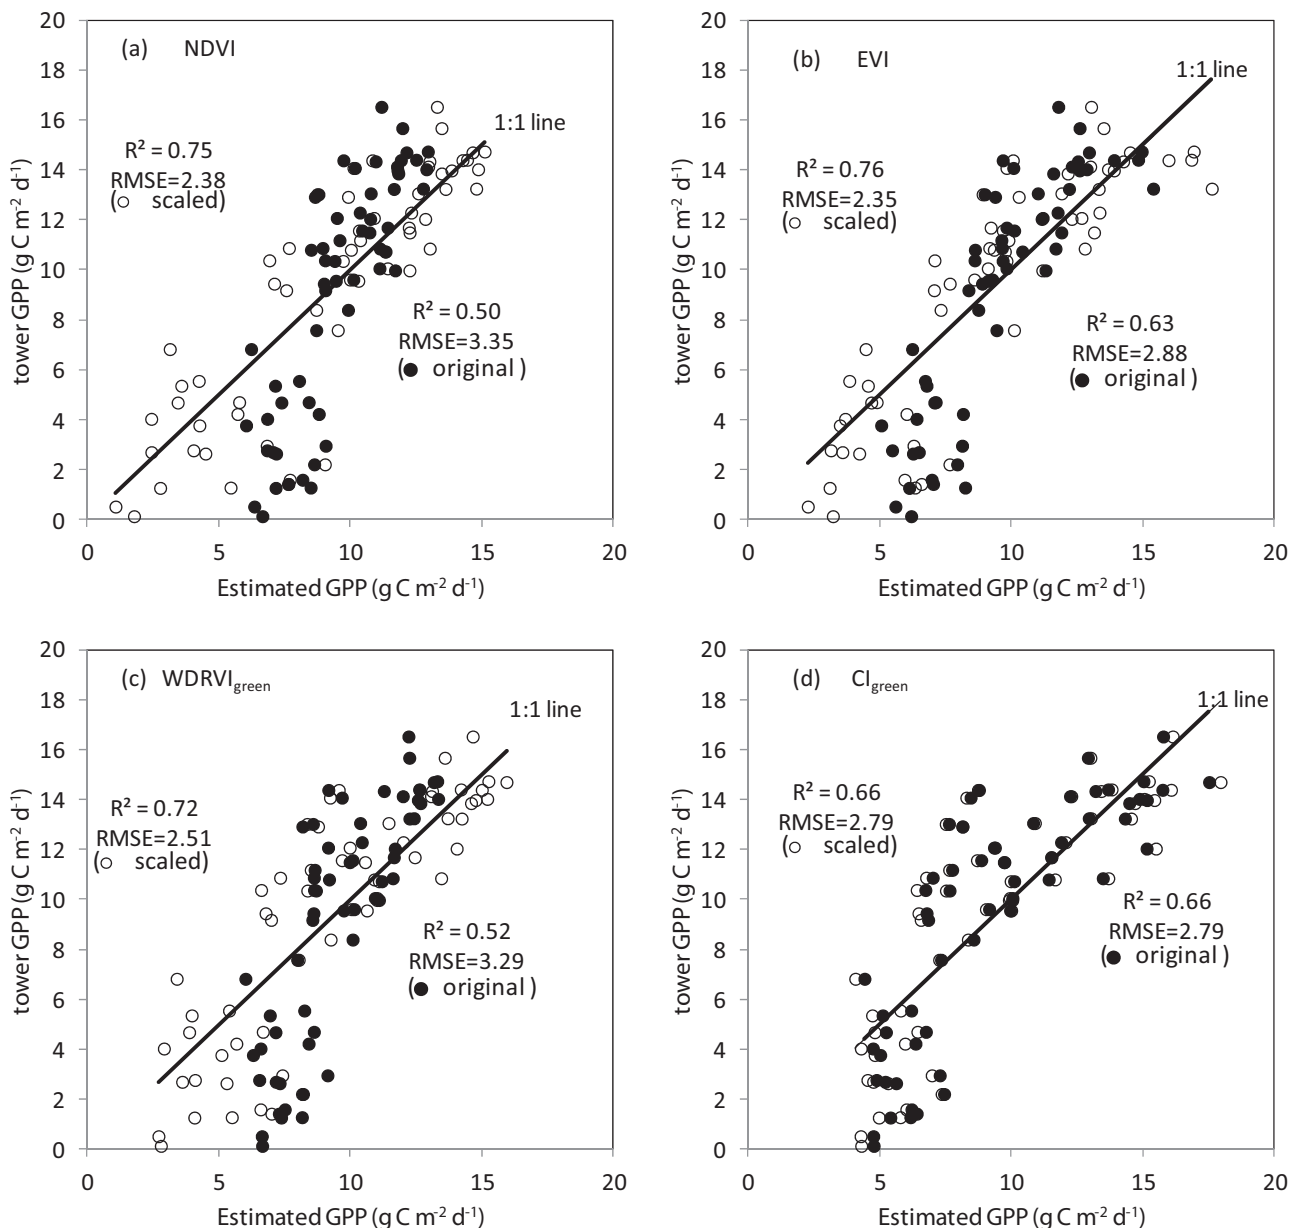 (a) NDVI
1:1 line
R² = 0.75
RMSE=2.38
(○ scaled)
R² = 0.50
RMSE=3.35
(● original )
20
18
16
14
12
10
8
6
4
2
0
0 5 10 15 20
tower GPP (g C m⁻² d⁻¹)
Estimated GPP (g C m⁻² d⁻¹)
(b) EVI
1:1 line
R² = 0.76
RMSE=2.35
(○ scaled)
R² = 0.63
RMSE=2.88
(● original )
20
18
16
14
12
10
8
6
4
2
0
0 5 10 15 20
tower GPP (g C m⁻² d⁻¹)
Estimated GPP (g C m⁻² d⁻¹)
(c) WDRVIgreen
1:1 line
R² = 0.72
RMSE=2.51
(○ scaled)
R² = 0.52
RMSE=3.29
(● original )
20
18
16
14
12
10
8
6
4
2
0
0 5 10 15 20
tower GPP (g C m⁻² d⁻¹)
Estimated GPP (g C m⁻² d⁻¹)
(d) CIgreen
1:1 line
R² = 0.66
RMSE=2.79
(○ scaled)
R² = 0.66
RMSE=2.79
(● original )
20
18
16
14
12
10
8
6
4
2
0
0 5 10 15 20
tower GPP (g C m⁻² d⁻¹)
Estimated GPP (g C m⁻² d⁻¹)